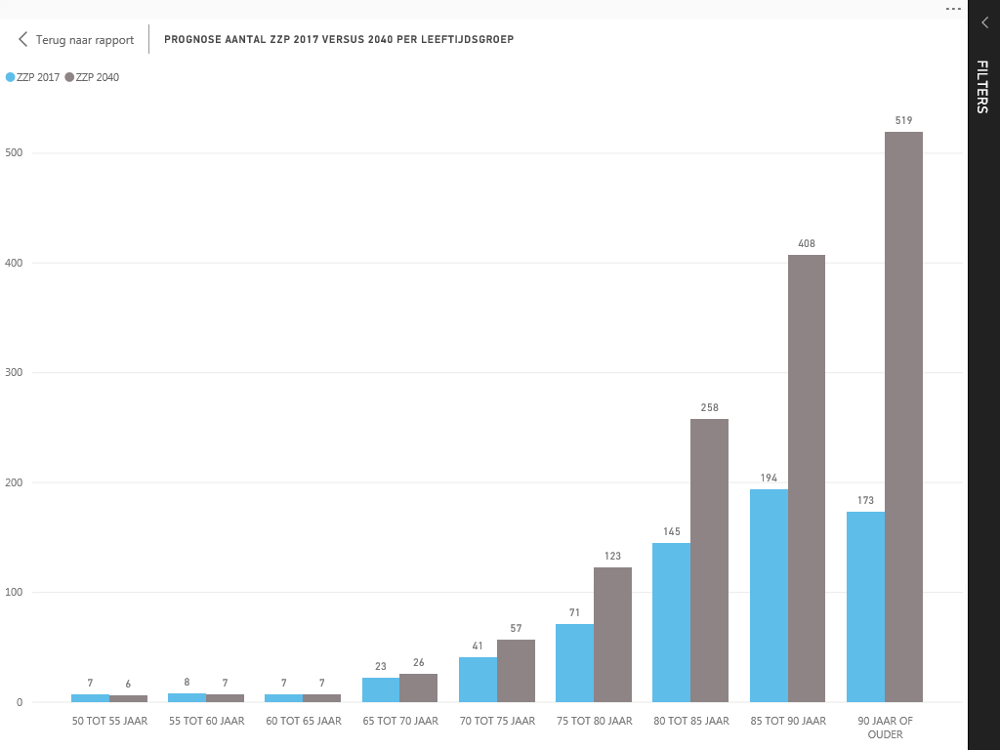 Terug naar rapport
PROGNOSE AANTAL ZZP 2017 VERSUS 2040 PER LEEFTIJDSGROEP
FILTERS
ZZP 2017 ZZP 2040
519
500
408
400
300
258
200
194
173
145
123
100
71
57
41
23 26
7 6 8 7 7 7
0
50 TOT 55 JAAR 55 TOT 60 JAAR 60 TOT 65 JAAR 65 TOT 70 JAAR 70 TOT 75 JAAR 75 TOT 80 JAAR 80 TOT 85 JAAR 85 TOT 90 JAAR 90 JAAR OF
OUDER